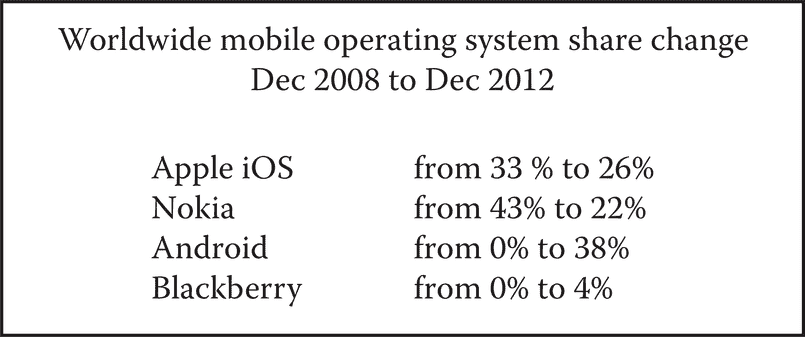 Worldwide mobile operating system share change
Dec 2008 to Dec 2012
Apple iOS from 33 % to 26%
Nokia from 43% to 22%
Android from 0% to 38%
Blackberry from 0% to 4%